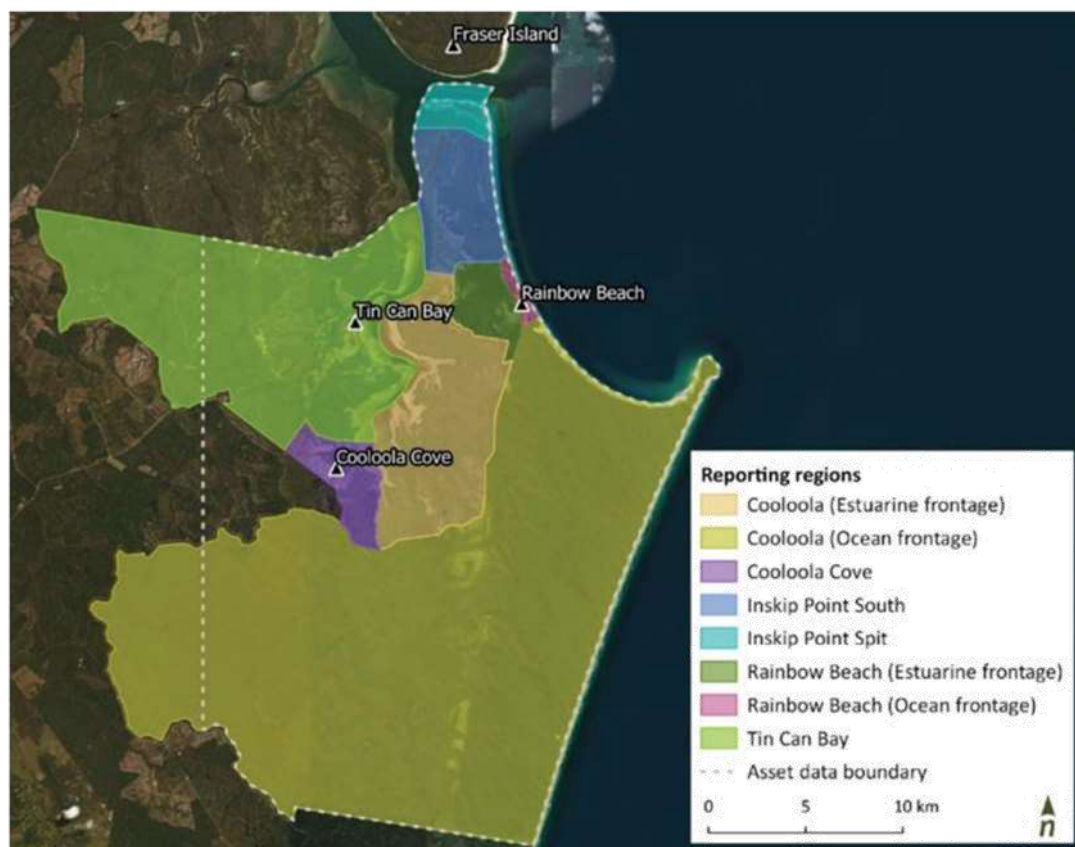 Fraser Island
Rainbow Beach
Tin Can Bay
Cooloola Cove
Reporting regions
Cooloola (Estuarine frontage)
Cooloola (Ocean frontage)
Cooloola Cove
Inskip Point South
Inskip Point Spit
Rainbow Beach (Estuarine frontage)
Rainbow Beach (Ocean frontage)
Tin Can Bay
Asset data boundary
0 5 10 km
n